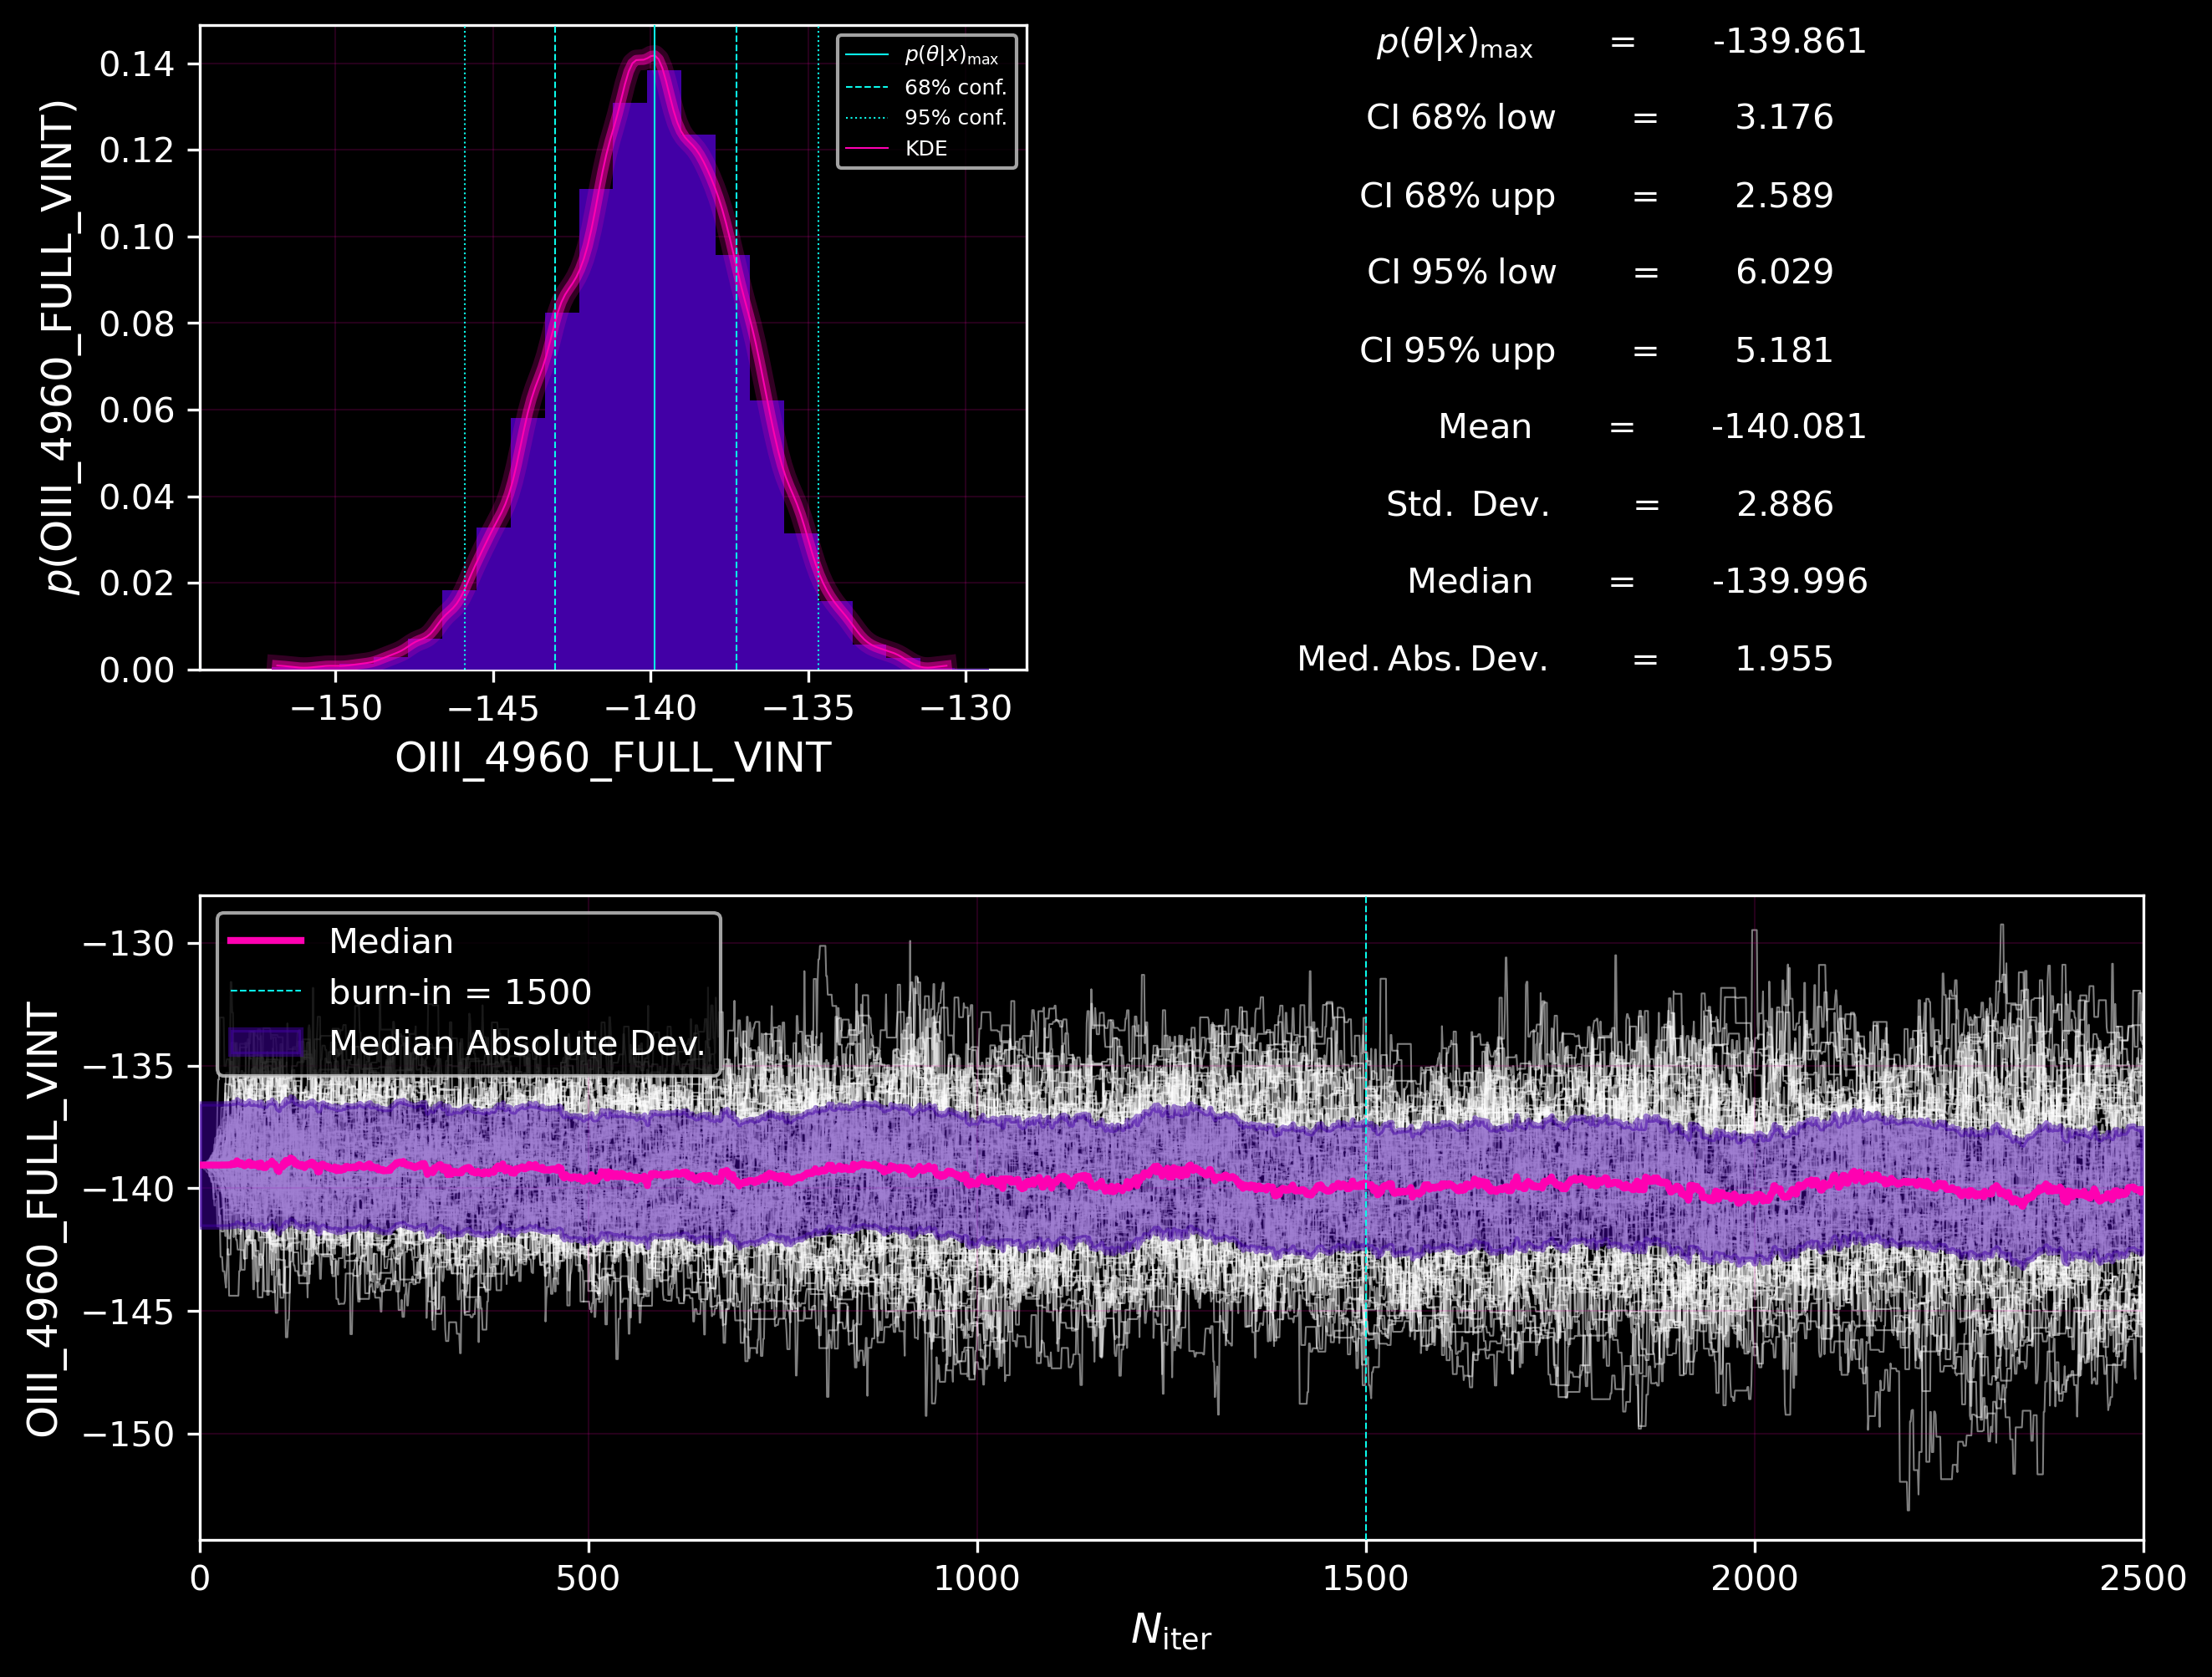 p(OIII_4960_FULL_VINT)
0.14
0.12
0.10
0.08
0.06
0.04
0.02
0.00
−150 −145 −140 −135 −130
OIII_4960_FULL_VINT
p(θ|x)max
68% conf.
95% conf.
KDE
p(θ|x)max = -139.861
CI 68% low = 3.176
CI 68% upp = 2.589
CI 95% low = 6.029
CI 95% upp = 5.181
Mean = -140.081
Std. Dev. = 2.886
Median = -139.996
Med. Abs. Dev. = 1.955
OIII_4960_FULL_VINT
−130
−135
−140
−145
−150
Median
burn-in = 1500
Median Absolute Dev.
0 500 1000 1500 2000 2500
Niter